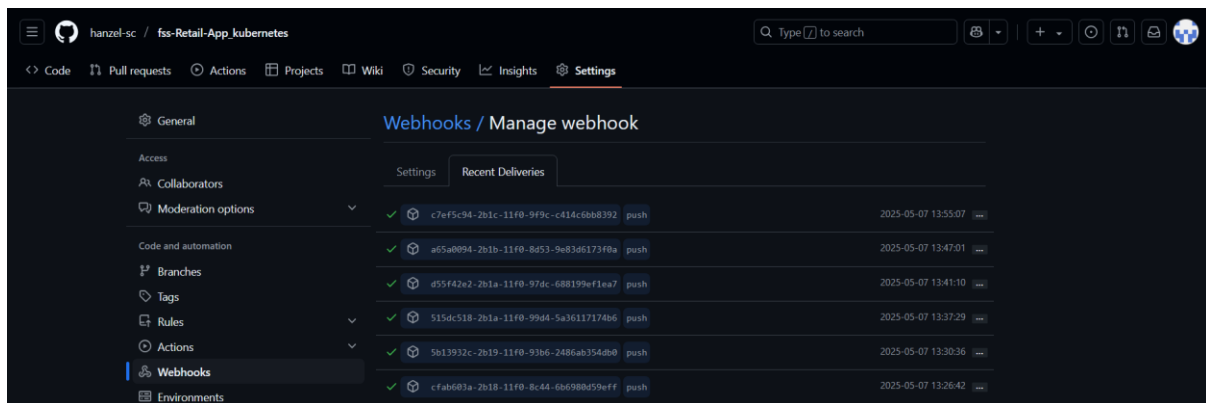 hanzel-sc / fss-Retail-App_kubernetes
Type / to search
Code Pull requests Actions Projects Wiki Security Insights Settings
General
Access
Collaborators
Moderation options
Code and automation
Branches
Tags
Rules
Actions
Webhooks
Environments
Webhooks / Manage webhook
Settings Recent Deliveries
c7ef5c94-2b1c-11f0-9f9c-c414c6bb8392 push 2025-05-07 13:55:07
a65a0094-2b1b-11f0-8d53-9e83d6173f0a push 2025-05-07 13:47:01
d55f42e2-2b1a-11f0-97dc-688199ef1ea7 push 2025-05-07 13:41:10
515dc518-2b1a-11f0-99d4-5a36117174b6 push 2025-05-07 13:37:29
5b13932c-2b19-11f0-93b6-2486ab354db0 push 2025-05-07 13:30:36
cfab603a-2b18-11f0-8c44-6b6980d59eff push 2025-05-07 13:26:42